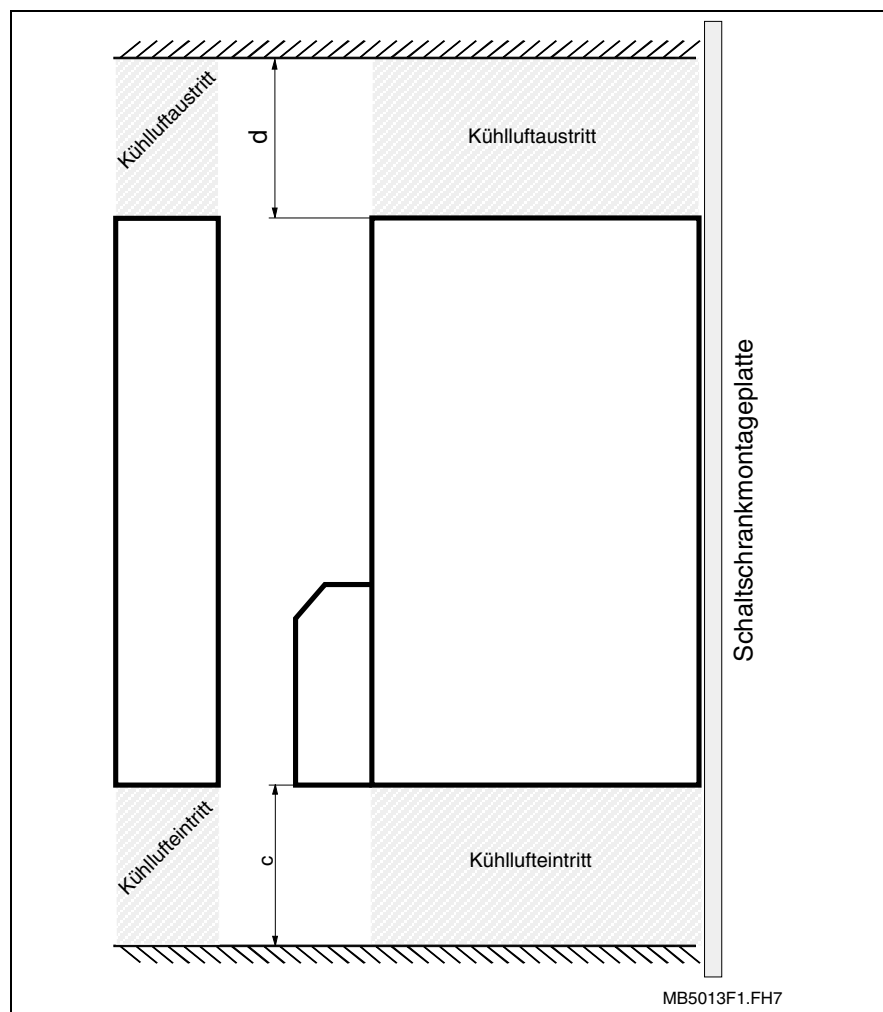 Kühlluftaustritt
d
Kühlluftaustritt
Schaltschrankmontageplatte
Kühllufteintritt
c
Kühllufteintritt
MB5013F1.FH7